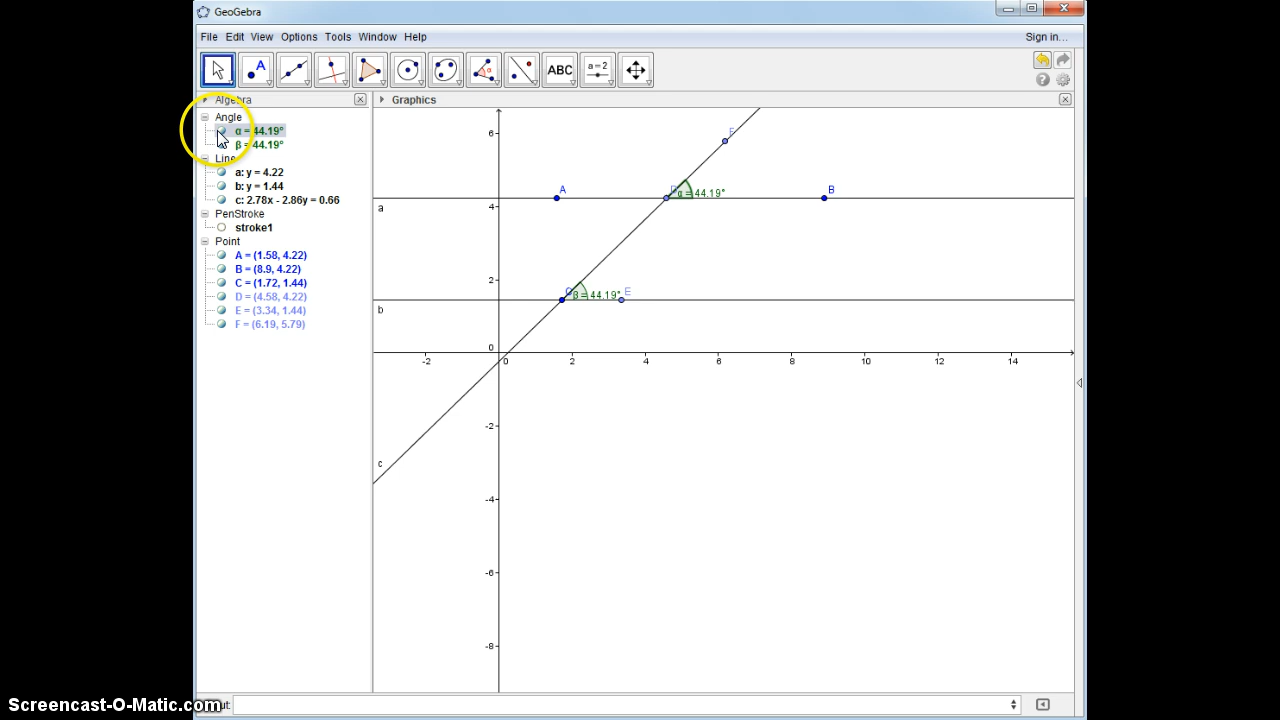 GeoGebra
File Edit View Options Tools Window Help Sign in...
A α ABC a=2
Algebra
Graphics
Angle
α = 44.19°
β = 44.19°
Line
a: y = 4.22
b: y = 1.44
c: 2.78x - 2.86y = 0.66
PenStroke
stroke1
Point
A = (1.58, 4.22)
B = (8.9, 4.22)
C = (1.72, 1.44)
D = (4.58, 4.22)
E = (3.34, 1.44)
F = (6.19, 5.79)
6
F
A
α = 44.19°
B
a
4
2
β = 44.19°
E
b
0
-2 0 2 4 6 8 10 12 14
-2
c
-4
-6
-8
Screencast-O-Matic.com